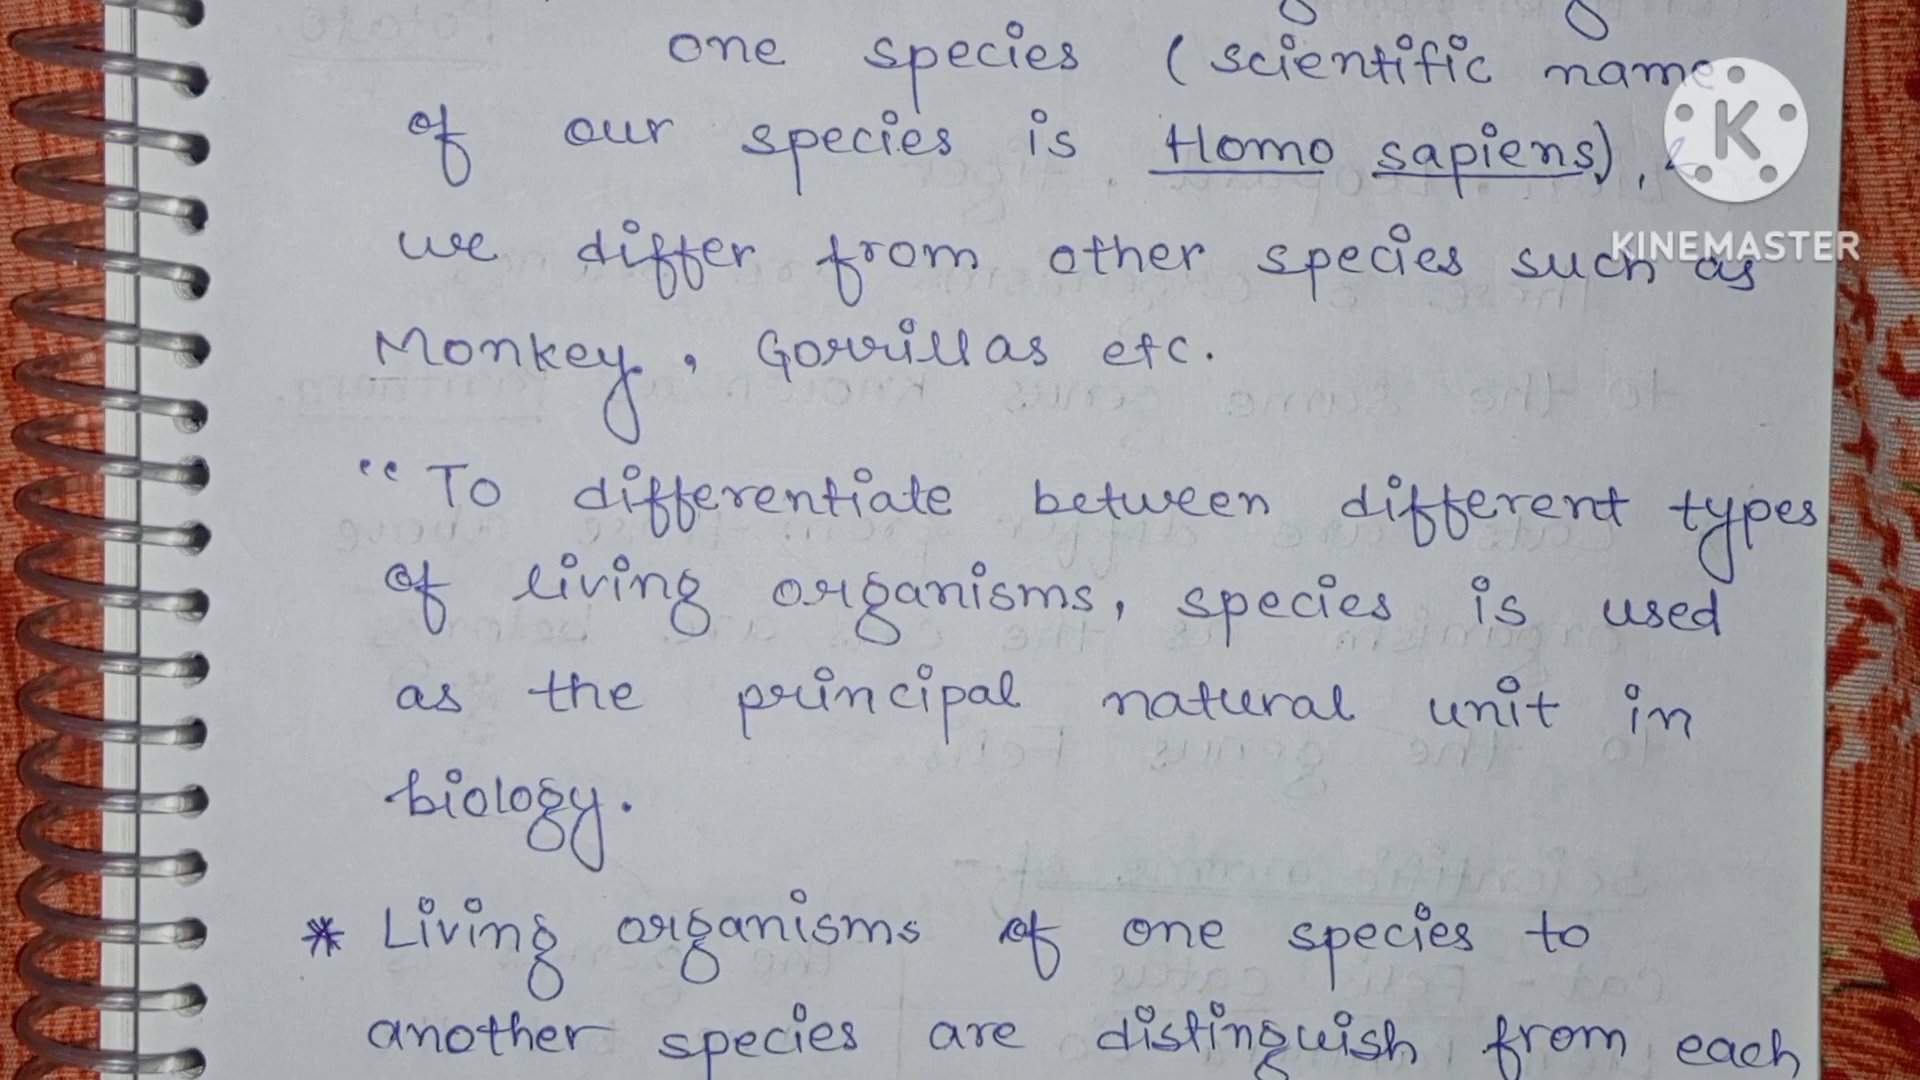 one species (scientific name
of our species is Homo sapiens),
we differ from other species such as
Monkey, Gorrillas etc.
"To differentiate between different types
of living organisms, species is used
as the principal natural unit in
biology.
* Living organisms of one species to
another species are distinguish from each
K
KINEMASTER